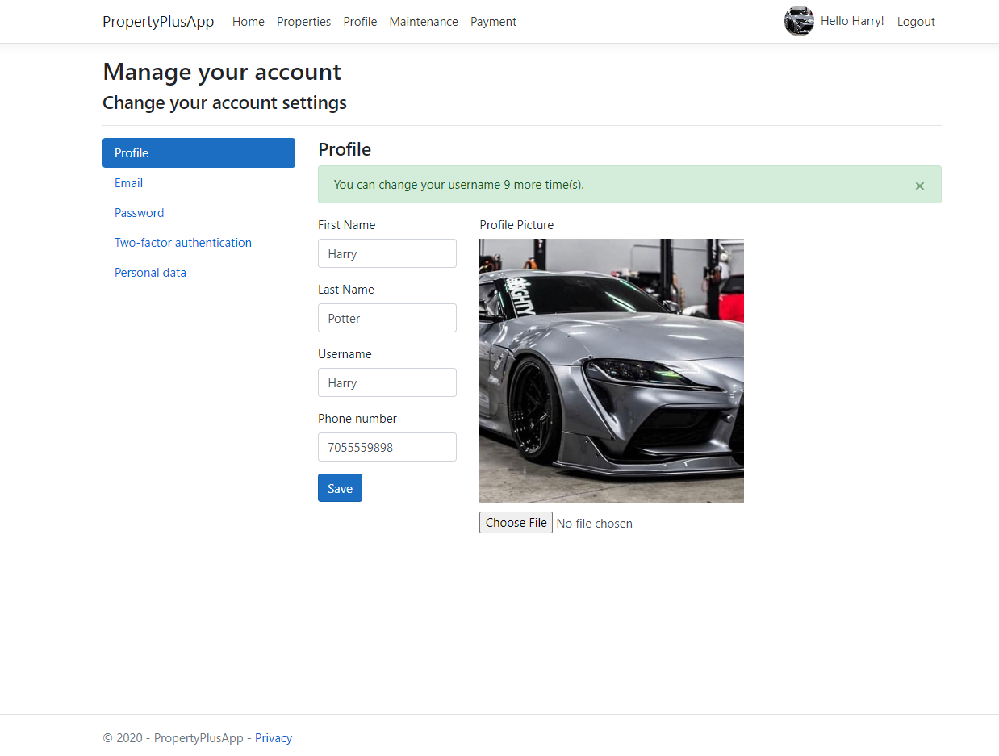 PropertyPlusApp Home Properties Profile Maintenance Payment Hello Harry! Logout
Manage your account
Change your account settings
Profile
Email
Password
Two-factor authentication
Personal data
Profile
You can change your username 9 more time(s). ×
First Name
Harry
Last Name
Potter
Username
Harry
Phone number
7055559898
Save
Profile Picture
Choose File No file chosen
© 2020 - PropertyPlusApp - Privacy